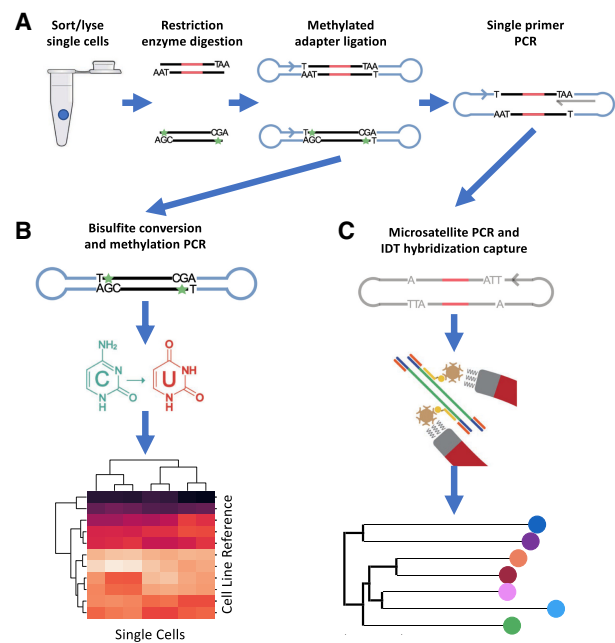 A
Sort/lyse
single cells
Restriction
enzyme digestion
Methylated
adapter ligation
Single primer
PCR
TAA
AAT
CGA
AGC
T TAA
AAT T
T CGA
AGC T
T TAA
AAT T
B
Bisulfite conversion
and methylation PCR
T CGA
AGC T
NH₂
C
N
N
H
O
→
O
U
NH
N
H
O
Cell Line Reference
Single Cells
C
Microsatellite PCR and
IDT hybridization capture
A ATT
TTA A